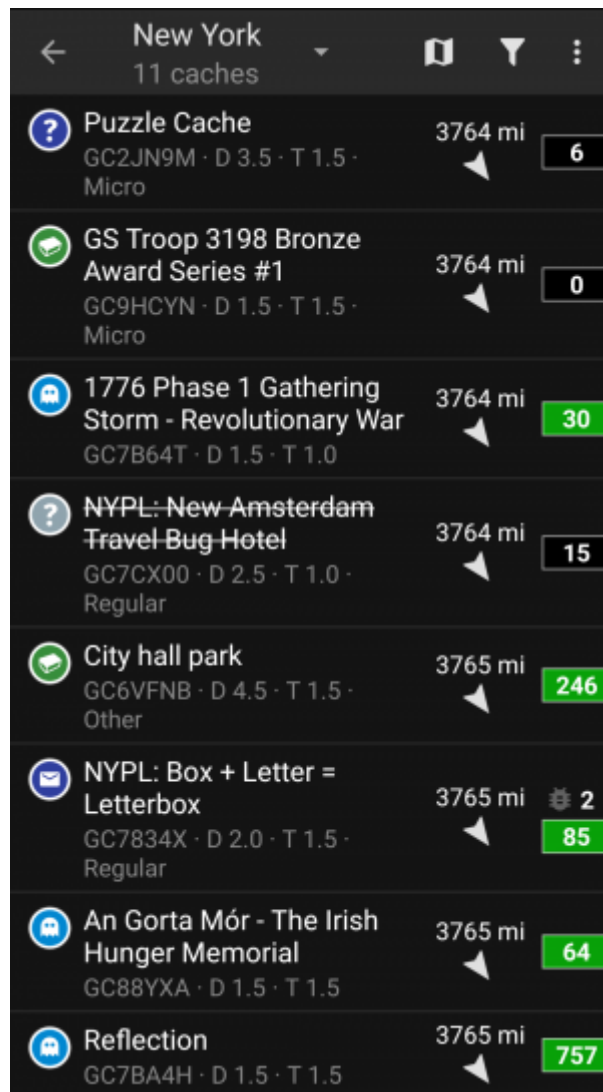 New York
11 caches
Puzzle Cache
3764 mi
6
GC2JN9M · D 3.5 · T 1.5 ·
Micro
GS Troop 3198 Bronze
Award Series #1
3764 mi
0
GC9HCYN · D 1.5 · T 1.5 ·
Micro
1776 Phase 1 Gathering
Storm - Revolutionary War
3764 mi
30
GC7B64T · D 1.5 · T 1.0
NYPL: New Amsterdam
Travel Bug Hotel
3764 mi
15
GC7CX00 · D 2.5 · T 1.0 ·
Regular
City hall park
3765 mi
246
GC6VFNB · D 4.5 · T 1.5 ·
Other
NYPL: Box + Letter =
Letterbox
3765 mi
2
85
GC7834X · D 2.0 · T 1.5 ·
Regular
An Gorta Mór - The Irish
Hunger Memorial
3765 mi
64
GC88YXA · D 1.5 · T 1.5
Reflection
3765 mi
757
GC7BA4H · D 1.5 · T 1.5